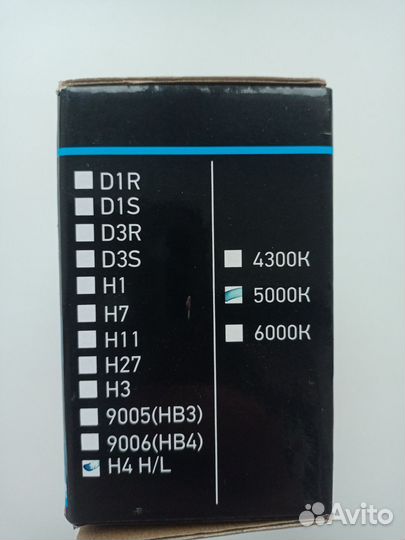 D1R
D1S
D3R
D3S
H1
H7
H11
H27
H3
9005(HB3)
9006(HB4)
H4 H/L
4300K
5000K
6000K
Avito